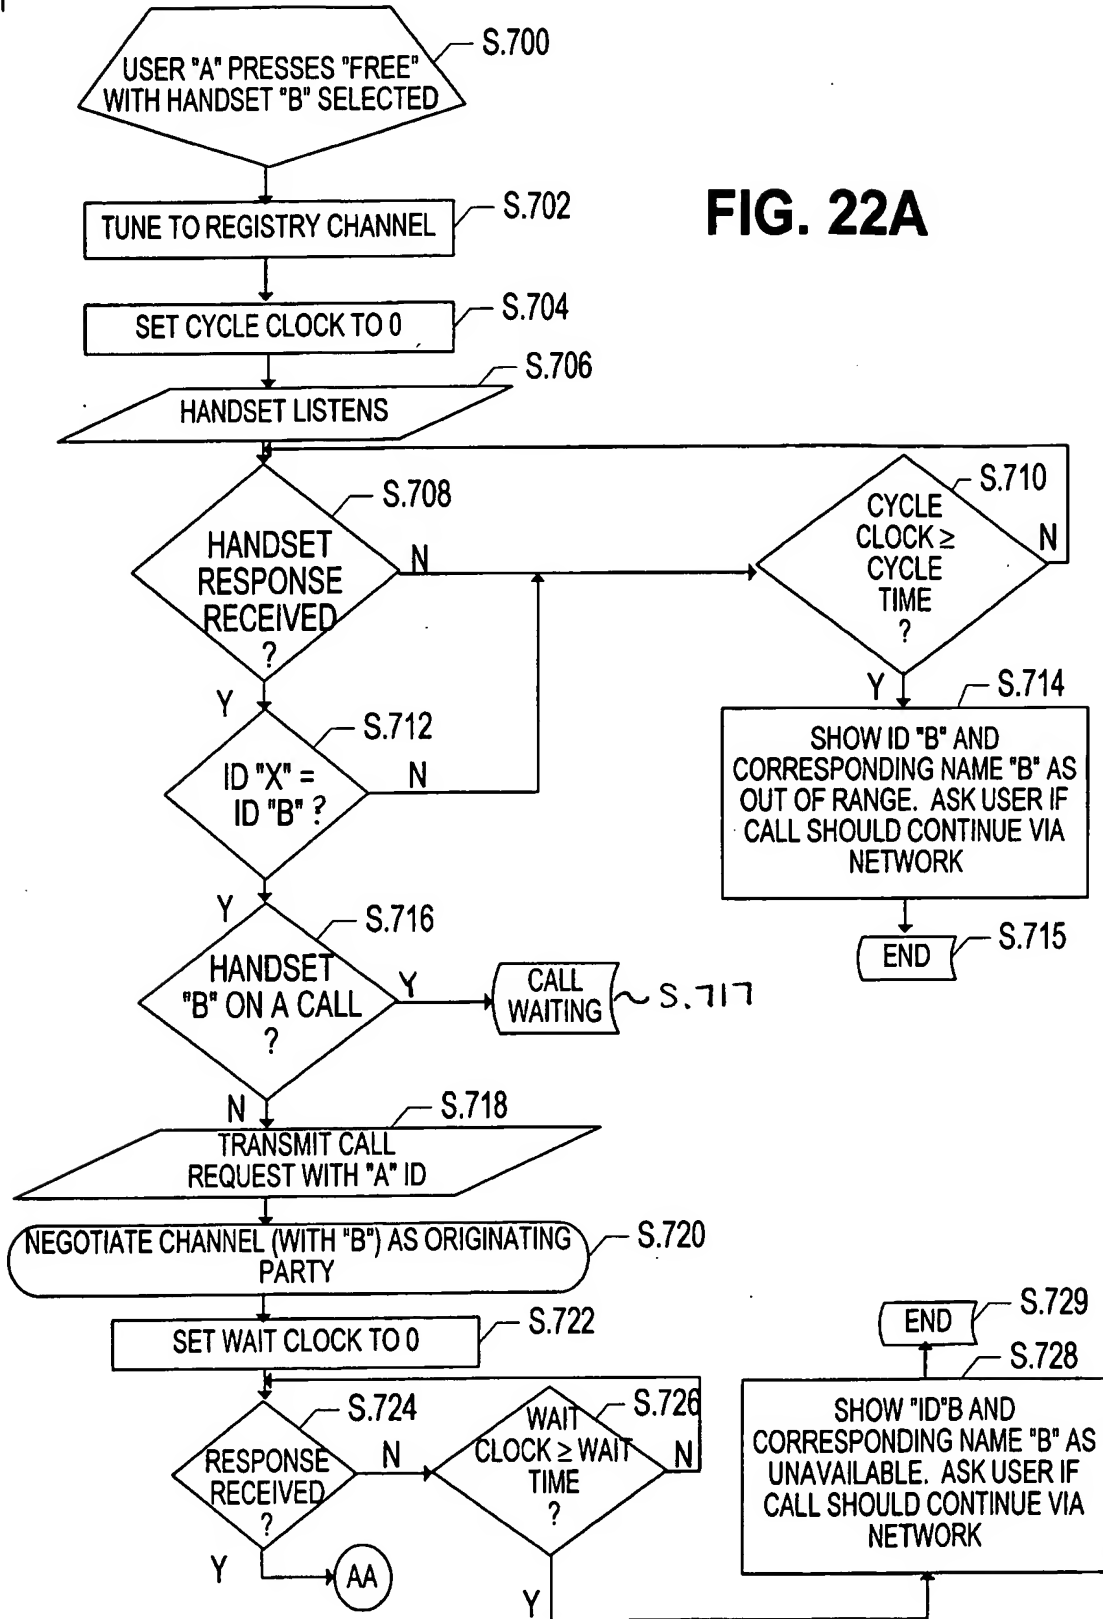 USER "A" PRESSES "FREE"
WITH HANDSET "B" SELECTED
S.700
FIG. 22A
TUNE TO REGISTRY CHANNEL
S.702
SET CYCLE CLOCK TO 0
S.704
HANDSET LISTENS
S.706
HANDSET
RESPONSE
RECEIVED
?
S.708
N
Y
CYCLE
CLOCK ≥
CYCLE
TIME
?
S.710
N
Y
ID "X" =
ID "B" ?
S.712
N
Y
SHOW ID "B" AND
CORRESPONDING NAME "B" AS
OUT OF RANGE. ASK USER IF
CALL SHOULD CONTINUE VIA
NETWORK
S.714
END
S.715
HANDSET
"B" ON A CALL
?
S.716
Y
N
CALL
WAITING
S.717
TRANSMIT CALL
REQUEST WITH "A" ID
S.718
NEGOTIATE CHANNEL (WITH "B") AS ORIGINATING
PARTY
S.720
SET WAIT CLOCK TO 0
S.722
RESPONSE
RECEIVED
?
S.724
N
Y
AA
WAIT
CLOCK ≥ WAIT
TIME
?
S.726
N
Y
END
S.729
S.728
SHOW "ID"B AND
CORRESPONDING NAME "B" AS
UNAVAILABLE. ASK USER IF
CALL SHOULD CONTINUE VIA
NETWORK